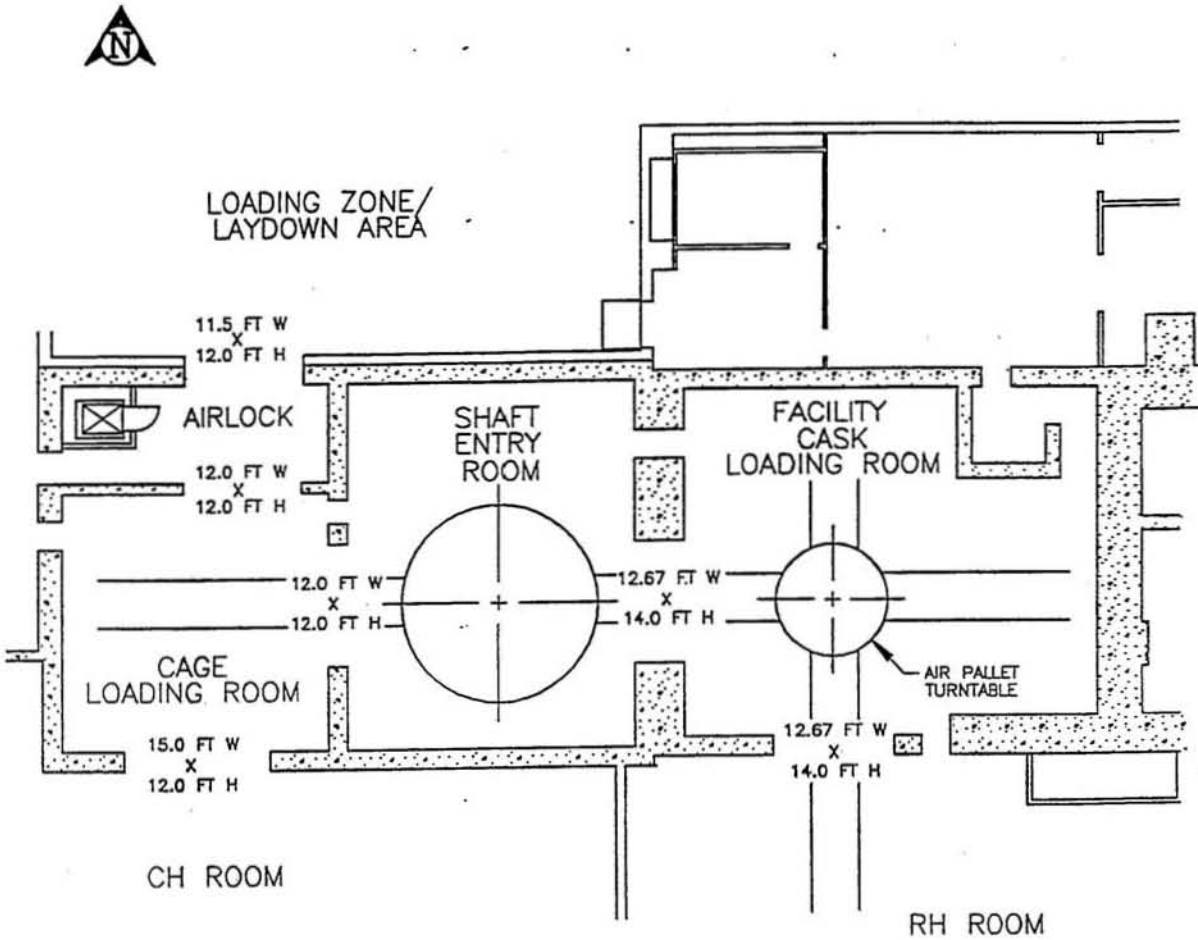 N
LOADING ZONE/
LAYDOWN AREA
11.5 FT W
X
12.0 FT H
AIRLOCK
SHAFT
ENTRY
ROOM
FACILITY
CASK
LOADING ROOM
12.0 FT W
X
12.0 FT H
12.0 FT W
X
12.0 FT H
12.67 FT W
X
14.0 FT H
CAGE
LOADING ROOM
AIR PALLET
TURNTABLE
15.0 FT W
X
12.0 FT H
12.67 FT W
X
14.0 FT H
CH ROOM
RH ROOM